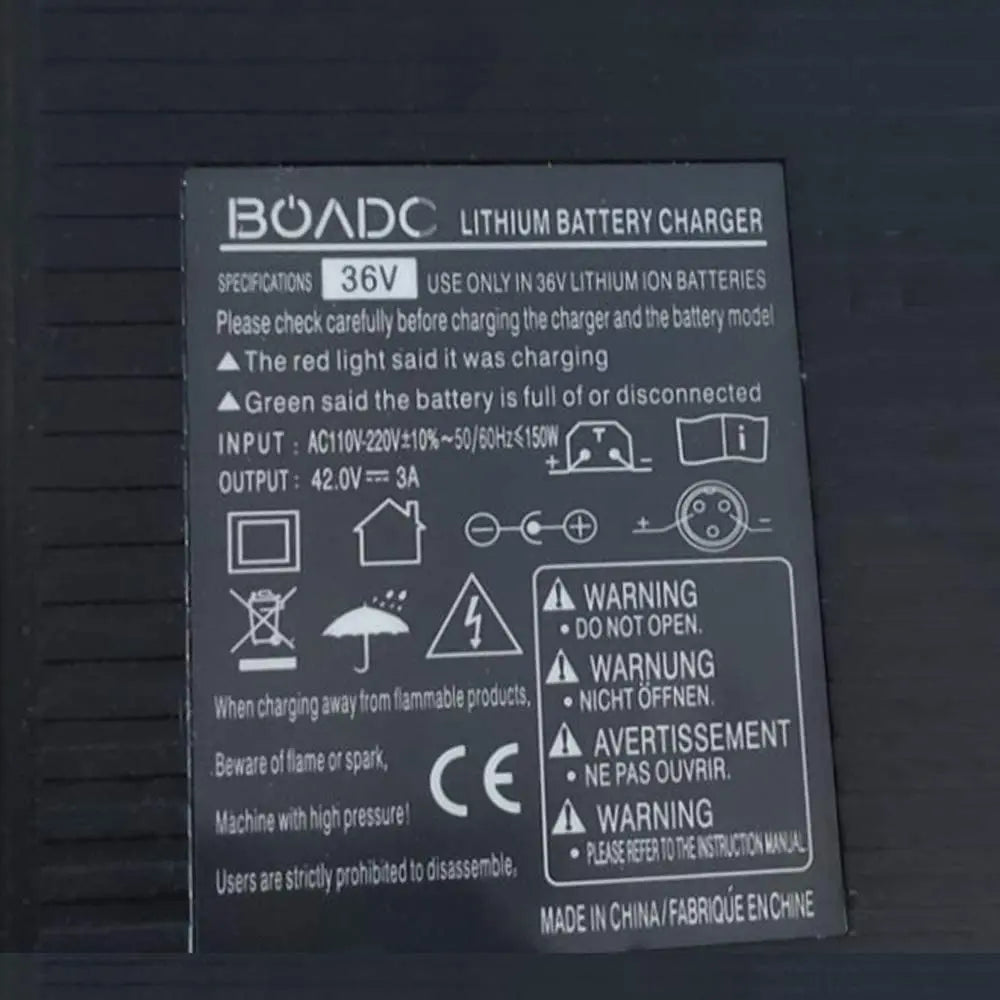 BOADC LITHIUM BATTERY CHARGER
SPECIFICATIONS 36V USE ONLY IN 36V LITHIUM ION BATTERIES
Please check carefully before charging the charger and the battery model
▲The red light said it was charging
▲Green said the battery is full of or disconnected
INPUT : AC110V-220V±10%~50/60Hz≤150W
OUTPUT : 42.0V⎓ 3A
T
+ −
i
− +
+ −
When charging away from flammable products,
Beware of flame or spark,
Machine with high pressure!
Users are strictly prohibited to disassemble.
CE
WARNING
• DO NOT OPEN.
WARNUNG
• NICHT ÖFFNEN.
AVERTISSEMENT
• NE PAS OUVRIR.
WARNING
• PLEASE REFER TO THE INSTRUCTION MANUAL
MADE IN CHINA/FABRIQÚE EN CHINE